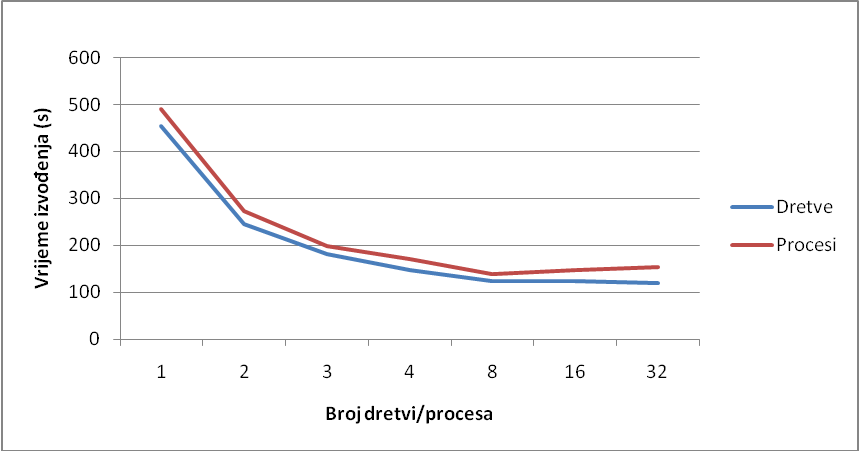 600
500
400
300
200
100
0
Vrijeme izvođenja (s)
1 2 3 4 8 16 32
Broj dretvi/procesa
Dretve
Procesi